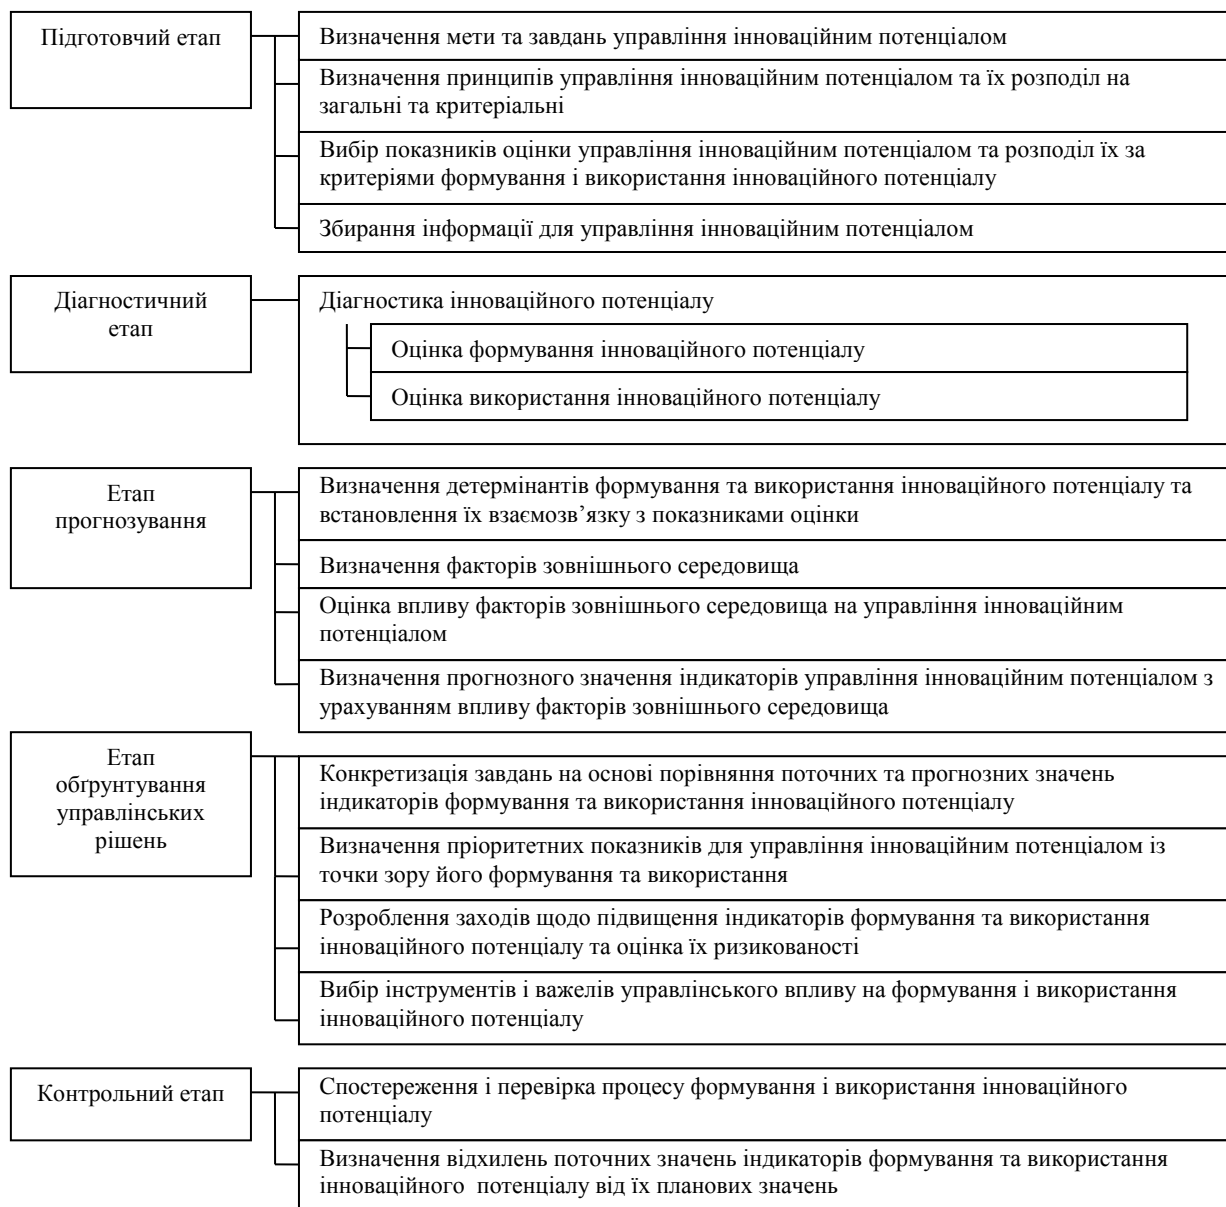 Підготовчий етап
Визначення мети та завдань управління інноваційним потенціалом
Визначення принципів управління інноваційним потенціалом та їх розподіл на
загальні та критеріальні
Вибір показників оцінки управління інноваційним потенціалом та розподіл їх за
критеріями формування і використання інноваційного потенціалу
Збирання інформації для управління інноваційним потенціалом
Діагностичний
етап
Діагностика інноваційного потенціалу
Оцінка формування інноваційного потенціалу
Оцінка використання інноваційного потенціалу
Етап
прогнозування
Визначення детермінантів формування та використання інноваційного потенціалу та
встановлення їх взаємозв’язку з показниками оцінки
Визначення факторів зовнішнього середовища
Оцінка впливу факторів зовнішнього середовища на управління інноваційним
потенціалом
Визначення прогнозного значення індикаторів управління інноваційним потенціалом з
урахуванням впливу факторів зовнішнього середовища
Етап
обґрунтування
управлінських
рішень
Конкретизація завдань на основі порівняння поточних та прогнозних значень
індикаторів формування та використання інноваційного потенціалу
Визначення пріоритетних показників для управління інноваційним потенціалом із
точки зору його формування та використання
Розроблення заходів щодо підвищення індикаторів формування та використання
інноваційного потенціалу та оцінка їх ризикованості
Вибір інструментів і важелів управлінського впливу на формування і використання
інноваційного потенціалу
Контрольний етап
Спостереження і перевірка процесу формування і використання інноваційного
потенціалу
Визначення відхилень поточних значень індикаторів формування та використання
інноваційного  потенціалу від їх планових значень